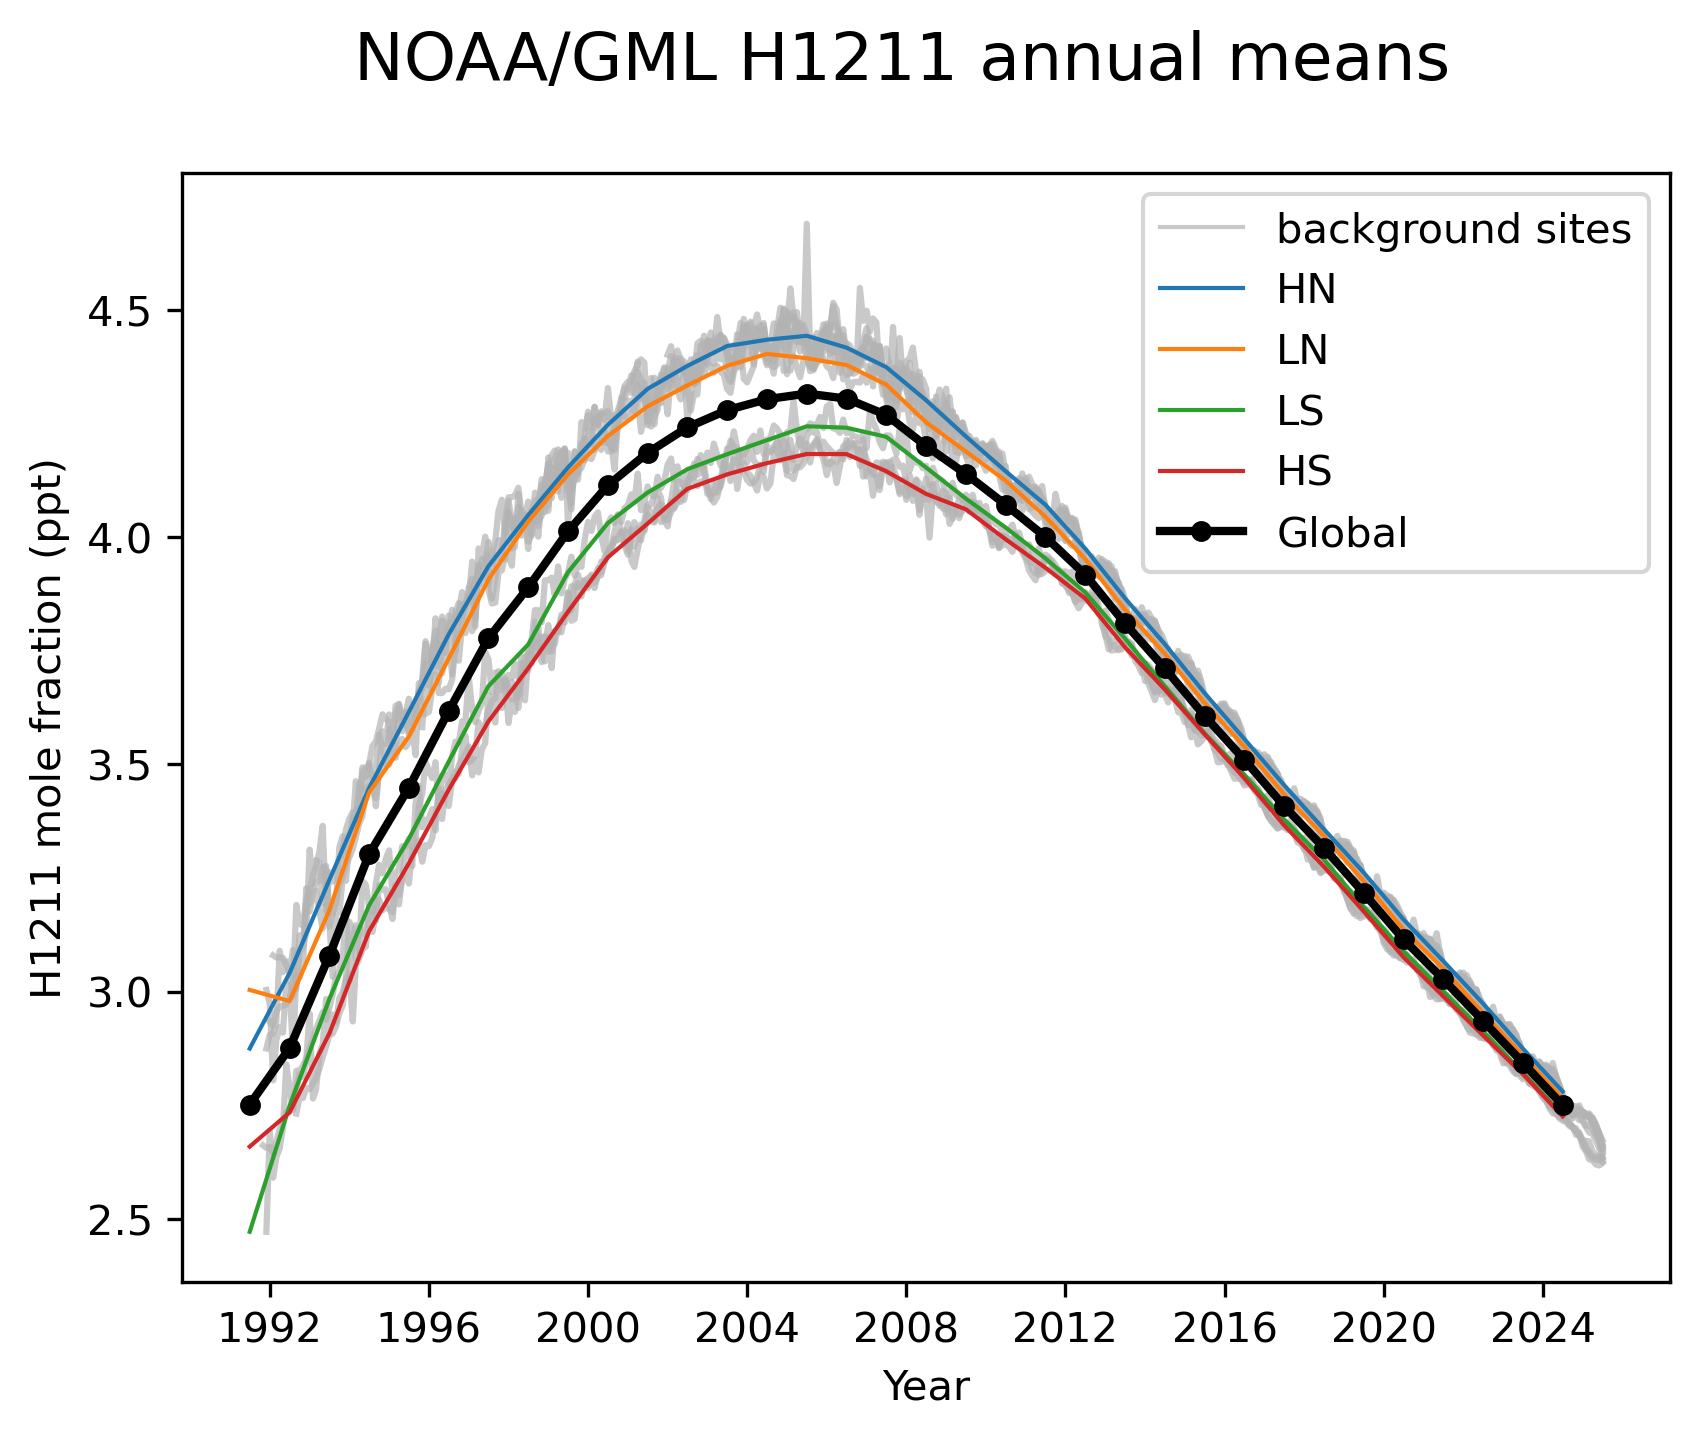 NOAA/GML H1211 annual means
background sites
HN
LN
LS
HS
Global
H1211 mole fraction (ppt)
4.5
4.0
3.5
3.0
2.5
1992 1996 2000 2004 2008 2012 2016 2020 2024
Year